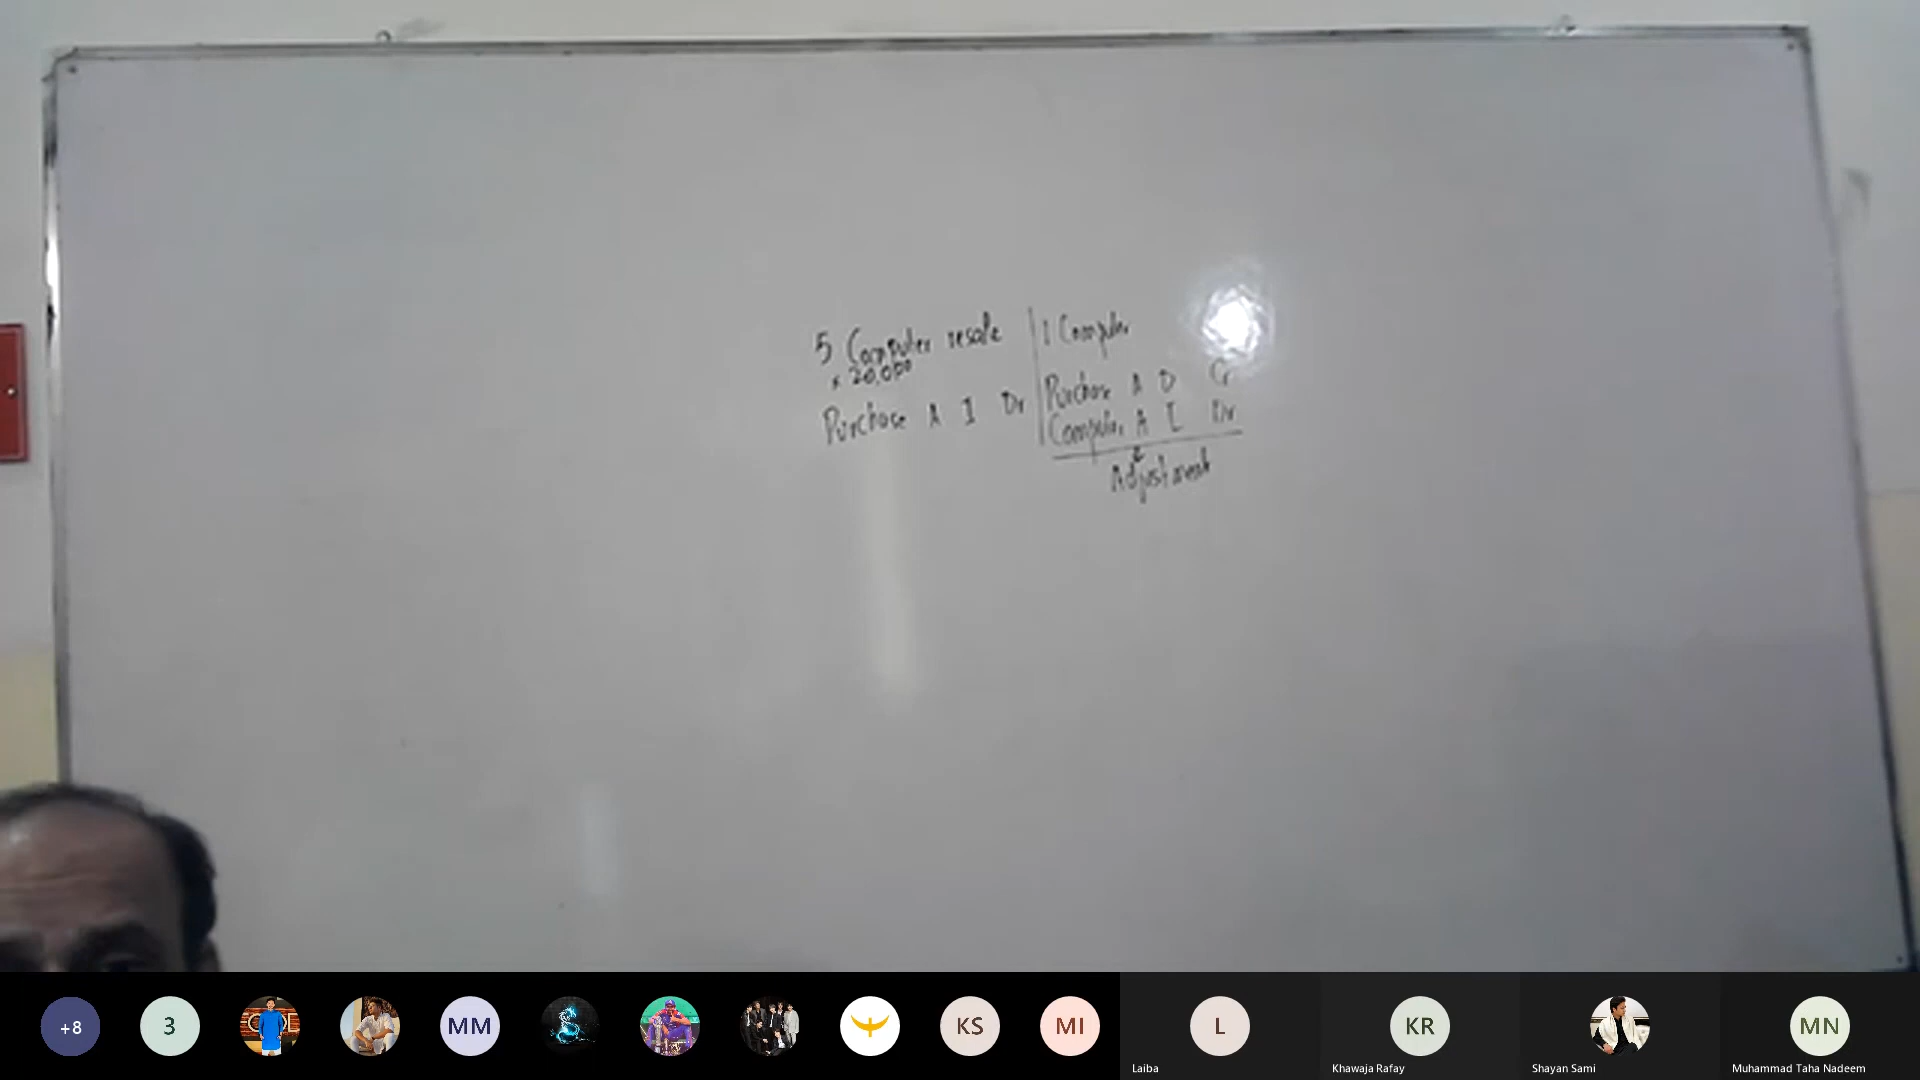 5 Computer resale
x 20,000
Purchase A I Dr
1 Computer
Purchase A D Cr
Computer A I Dr
Adjustment
+8
3
MM
KS
MI
L
KR
MN
Laiba
Khawaja Rafay
Shayan Sami
Muhammad Taha Nadeem